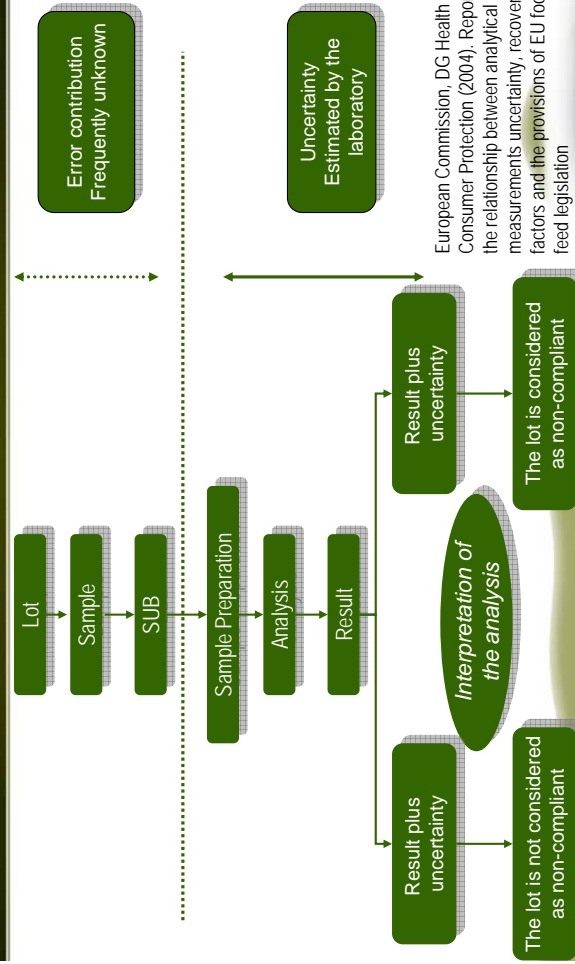 Lot
Sample
SUB
Error contribution
Frequently unknown
Sample Preparation
Analysis
Result
Uncertainty
Estimated by the
laboratory
Result plus
uncertainty
Result plus
uncertainty
Interpretation of
the analysis
The lot is not considered
as non-compliant
The lot is considered
as non-compliant
European Commission, DG Health
Consumer Protection (2004). Repo
the relationship between analytical
measurements uncertainty, recover
factors and the provisions of EU foo
feed legislation